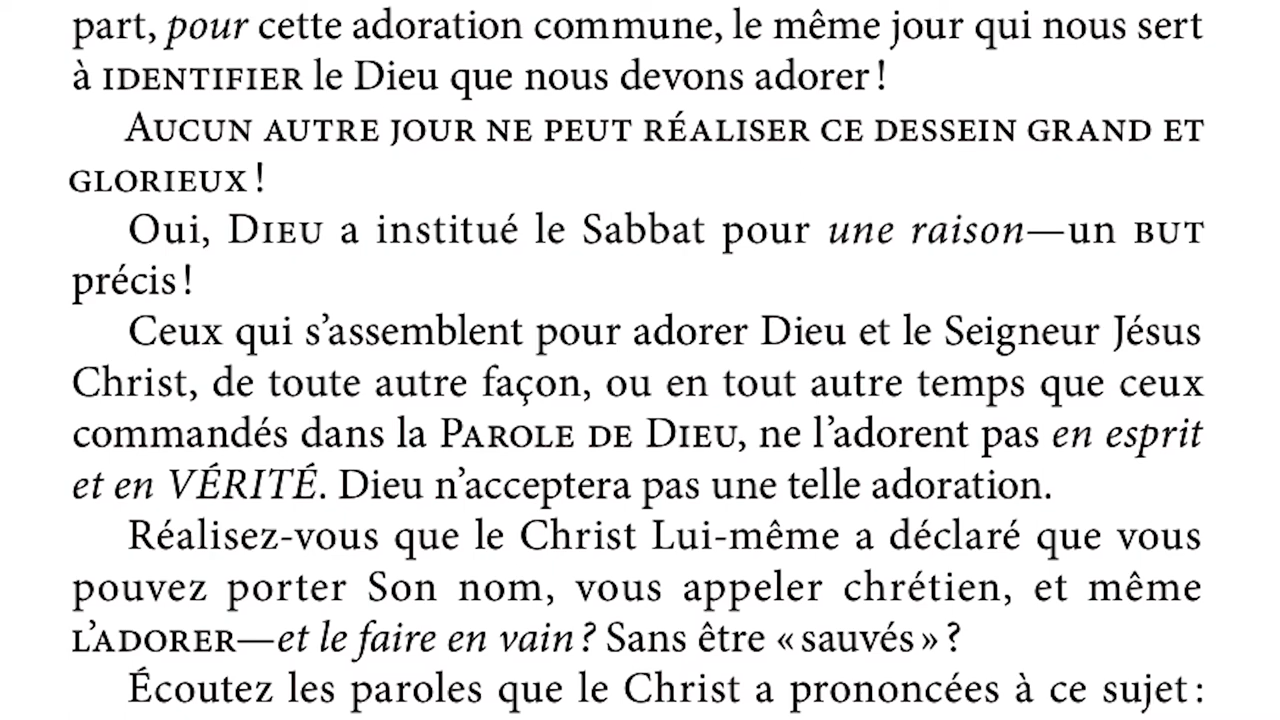 part, pour cette adoration commune, le même jour qui nous sert
à IDENTIFIER le Dieu que nous devons adorer !
AUCUN AUTRE JOUR NE PEUT RÉALISER CE DESSEIN GRAND ET
GLORIEUX !
Oui, DIEU a institué le Sabbat pour une raison—un BUT
précis !
Ceux qui s’assemblent pour adorer Dieu et le Seigneur Jésus
Christ, de toute autre façon, ou en tout autre temps que ceux
commandés dans la PAROLE DE DIEU, ne l’adorent pas en esprit
et en VÉRITÉ. Dieu n’acceptera pas une telle adoration.
Réalisez-vous que le Christ Lui-même a déclaré que vous
pouvez porter Son nom, vous appeler chrétien, et même
L’ADORER—et le faire en vain ? Sans être « sauvés » ?
Écoutez les paroles que le Christ a prononcées à ce sujet :